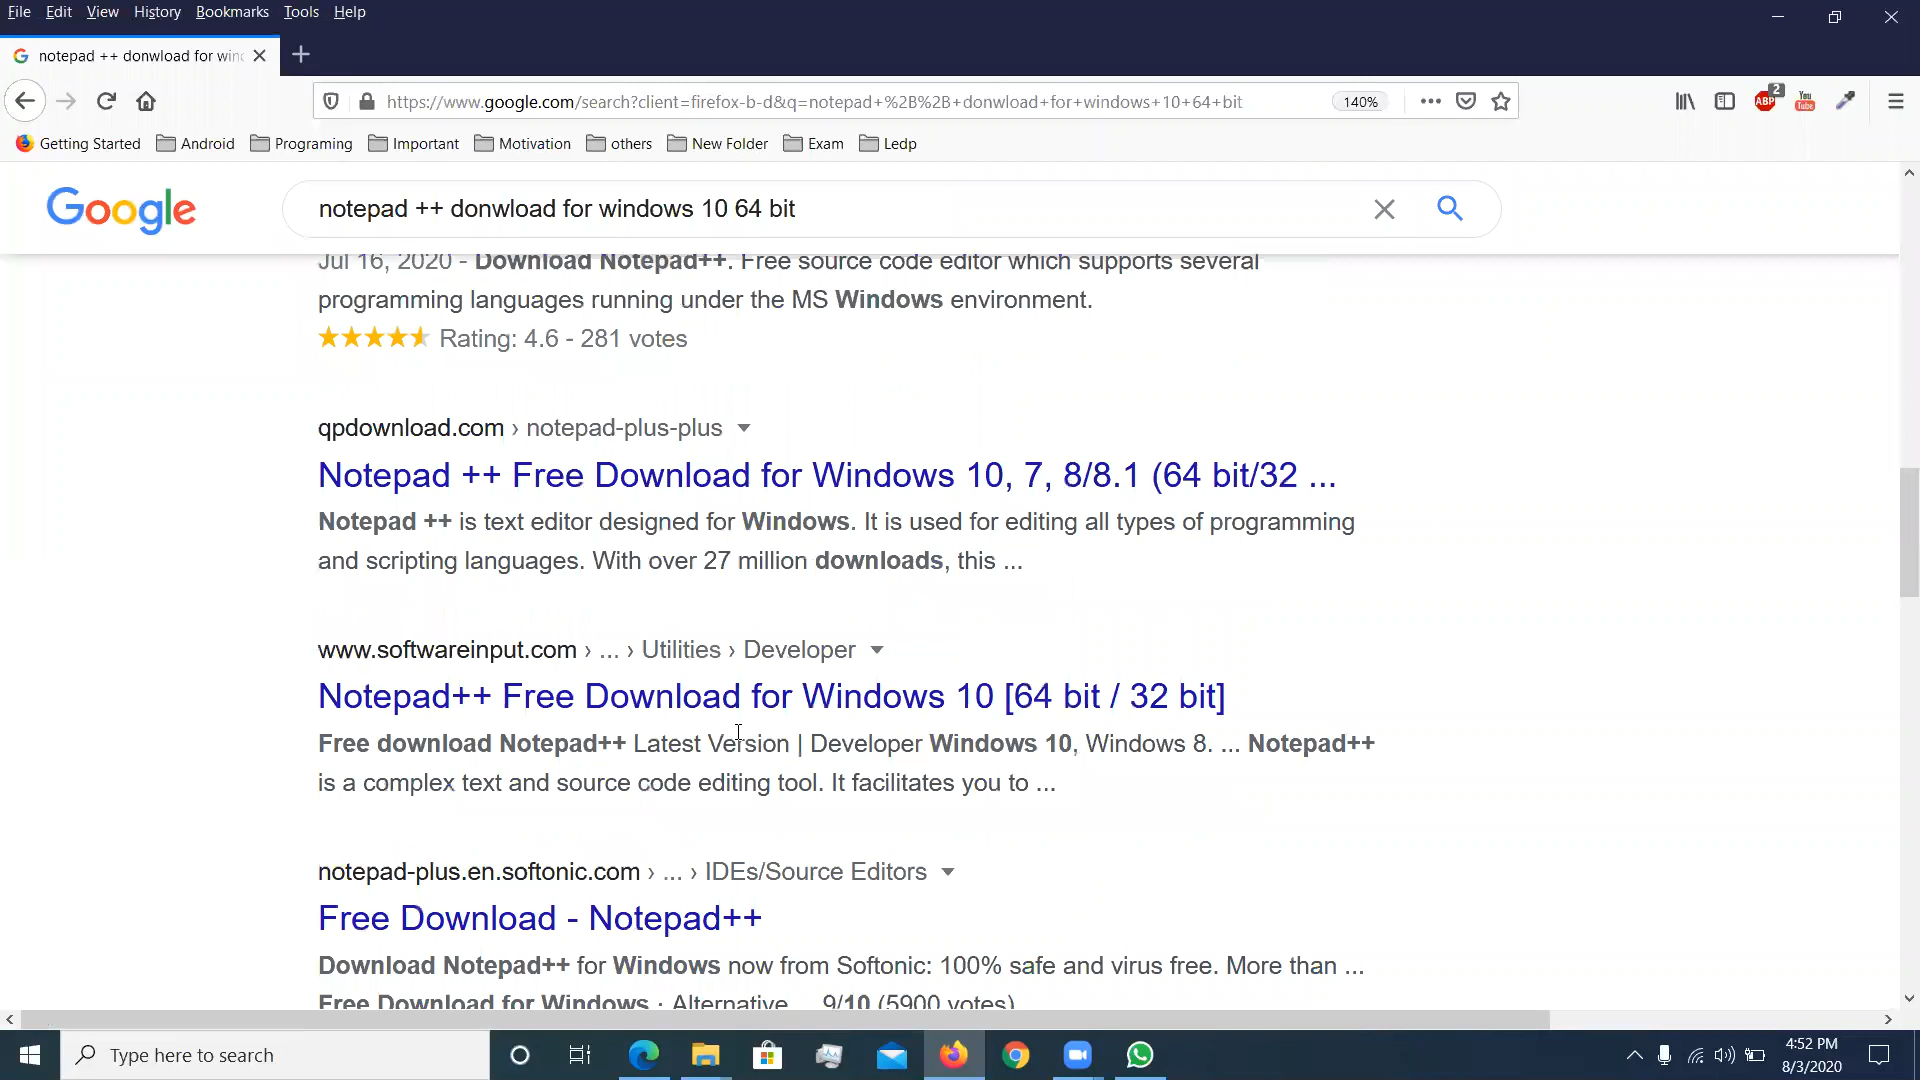 File Edit View History Bookmarks Tools Help
notepad ++ donwload for win
https://www.google.com/search?client=firefox-b-d&q=notepad+%2B%2B+donwload+for+windows+10+64+bit
140%
ABP
2
You
Tube
Getting Started Android Programing Important Motivation others New Folder Exam Ledp
Google
notepad ++ donwload for windows 10 64 bit
Jul 16, 2020 - Download Notepad++. Free source code editor which supports several
programming languages running under the MS Windows environment.
Rating: 4.6 - 281 votes
qpdownload.com › notepad-plus-plus
Notepad ++ Free Download for Windows 10, 7, 8/8.1 (64 bit/32 ...
Notepad ++ is text editor designed for Windows. It is used for editing all types of programming
and scripting languages. With over 27 million downloads, this ...
www.softwareinput.com › ... › Utilities › Developer
Notepad++ Free Download for Windows 10 [64 bit / 32 bit]
Free download Notepad++ Latest Version | Developer Windows 10, Windows 8. ... Notepad++
is a complex text and source code editing tool. It facilitates you to ...
notepad-plus.en.softonic.com › ... › IDEs/Source Editors
Free Download - Notepad++
Download Notepad++ for Windows now from Softonic: 100% safe and virus free. More than ...
Free Download for Windows · Alternative ... 9/10 (5900 votes)
Type here to search
4:52 PM
8/3/2020